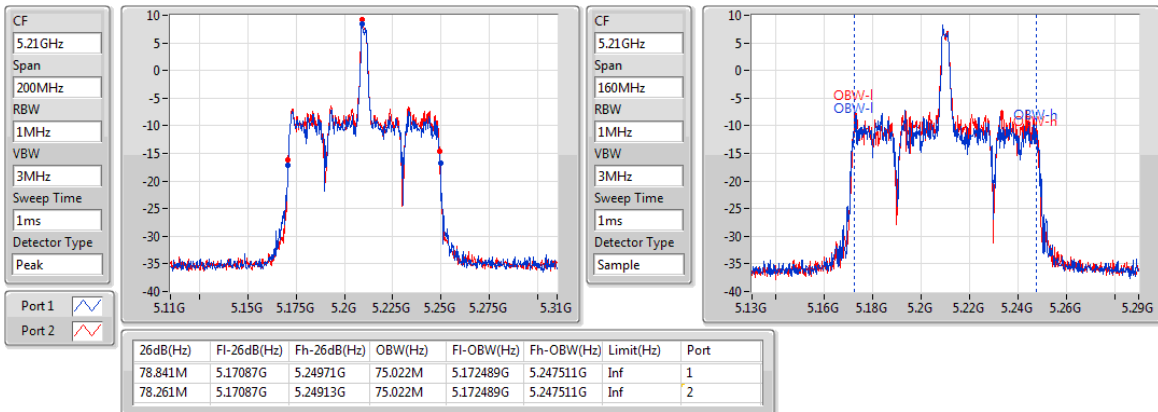 CF
5.21GHz
Span
200MHz
RBW
1MHz
VBW
3MHz
Sweep Time
1ms
Detector Type
Peak
Port 1
Port 2
10
5
0
-5
-10
-15
-20
-25
-30
-35
-40
5.11G 5.15G 5.175G 5.2G 5.225G 5.25G 5.275G 5.31G
CF
5.21GHz
Span
160MHz
RBW
1MHz
VBW
3MHz
Sweep Time
1ms
Detector Type
Sample
10
5
0
-5
-10
-15
-20
-25
-30
-35
-40
OBW-l
OBW-l
OBW-h
OBW-h
5.13G 5.16G 5.18G 5.2G 5.22G 5.24G 5.26G 5.29G
26dB(Hz) Fl-26dB(Hz) Fh-26dB(Hz) OBW(Hz) Fl-OBW(Hz) Fh-OBW(Hz) Limit(Hz) Port
78.841M 5.17087G 5.24971G 75.022M 5.172489G 5.247511G Inf 1
78.261M 5.17087G 5.24913G 75.022M 5.172489G 5.247511G Inf 2